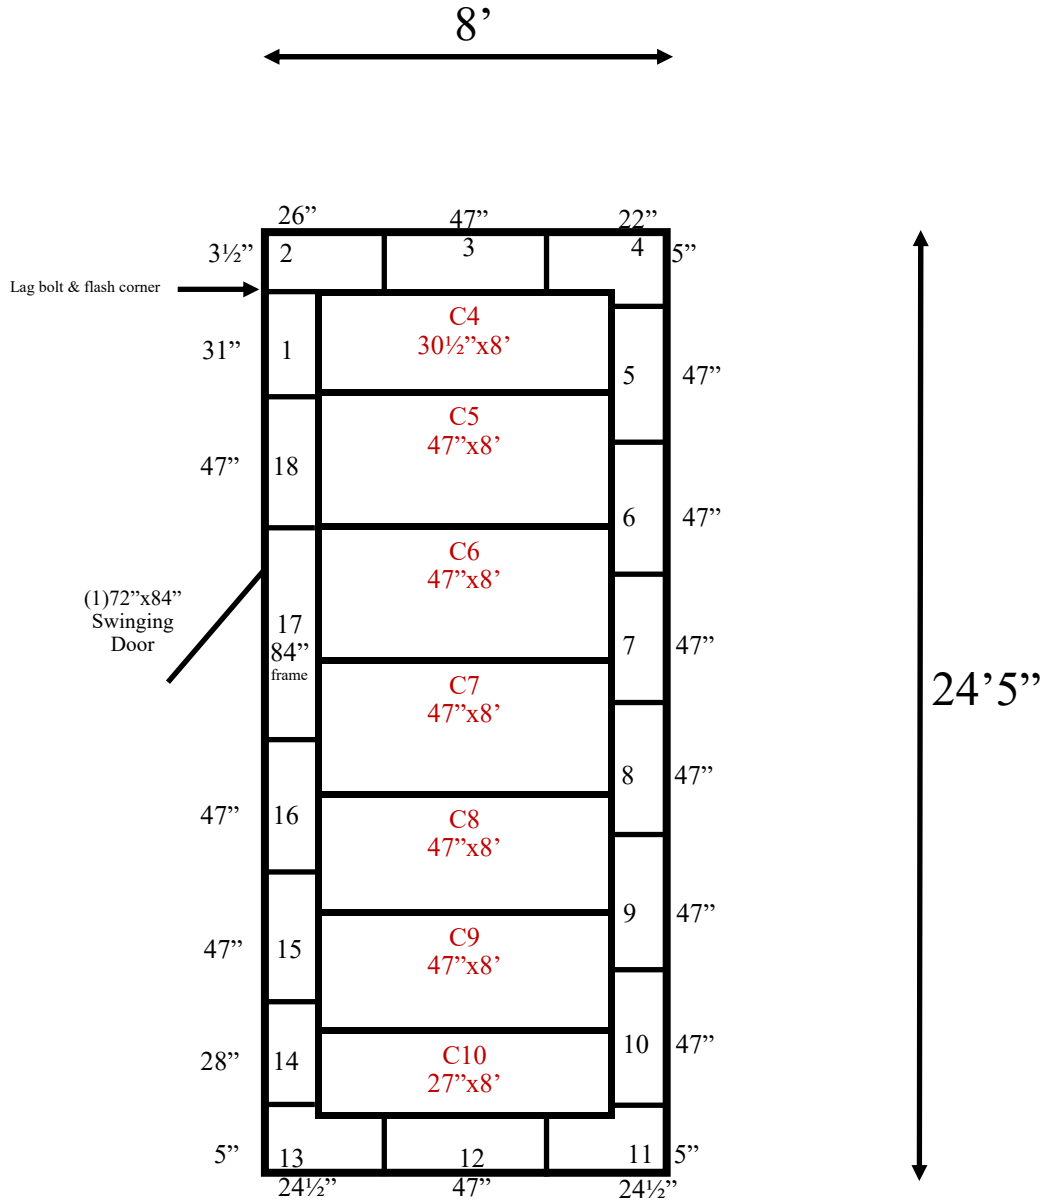 8’
26” 47” 22”
3½” 2 3 4 5”
Lag bolt & flash corner
C4
30½”x8’
31” 1
5 47”
C5
47”x8’
47” 18
6 47”
C6
47”x8’
(1)72”x84”
Swinging
Door
17
84”
frame
7 47”
24’5”
C7
47”x8’
8 47”
47” 16
C8
47”x8’
9 47”
C9
47”x8’
47” 15
10 47”
28” 14
C10
27”x8’
5” 13 12 11 5”
24½” 47” 24½”